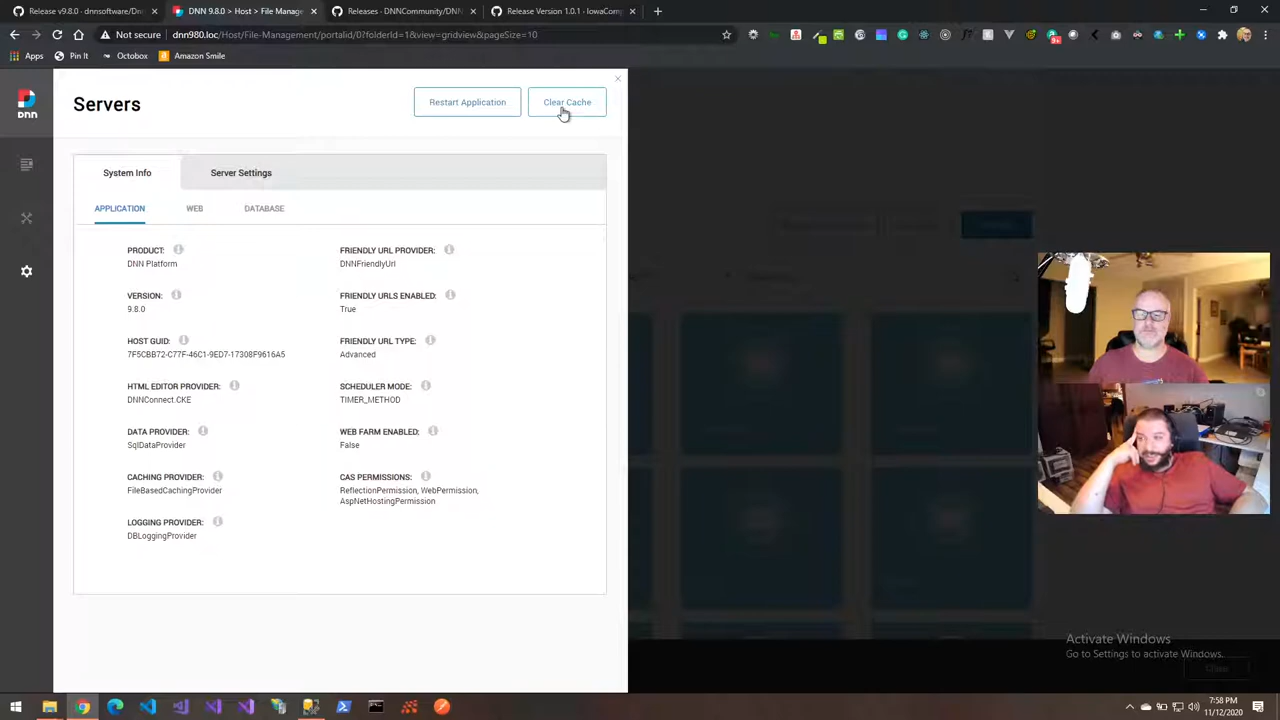 Release v9.8.0 · dnnsoftware/Dn
DNN 9.8.0 > Host > File Manage
Releases · DNNCommunity/DNN
Release Version 1.0.1 · IowaComp
Not secure
dnn980.loc/Host/File-Management/portalid/0?folderId=1&view=gridview&pageSize=10
Apps
Pin It
Octobox
Amazon Smile
DNN
Servers
Restart Application
Clear Cache
System Info
Server Settings
APPLICATION
WEB
DATABASE
PRODUCT:
DNN Platform
FRIENDLY URL PROVIDER:
DNNFriendlyUrl
VERSION:
9.8.0
FRIENDLY URLS ENABLED:
True
HOST GUID:
7F5CBB72-C77F-46C1-9ED7-17308F9616A5
FRIENDLY URL TYPE:
Advanced
HTML EDITOR PROVIDER:
DNNConnect.CKE
SCHEDULER MODE:
TIMER_METHOD
DATA PROVIDER:
SqlDataProvider
WEB FARM ENABLED:
False
CACHING PROVIDER:
FileBasedCachingProvider
CAS PERMISSIONS:
ReflectionPermission, WebPermission,
AspNetHostingPermission
LOGGING PROVIDER:
DBLoggingProvider
Activate Windows
Go to Settings to activate Windows.
Close
7:58 PM
11/12/2020